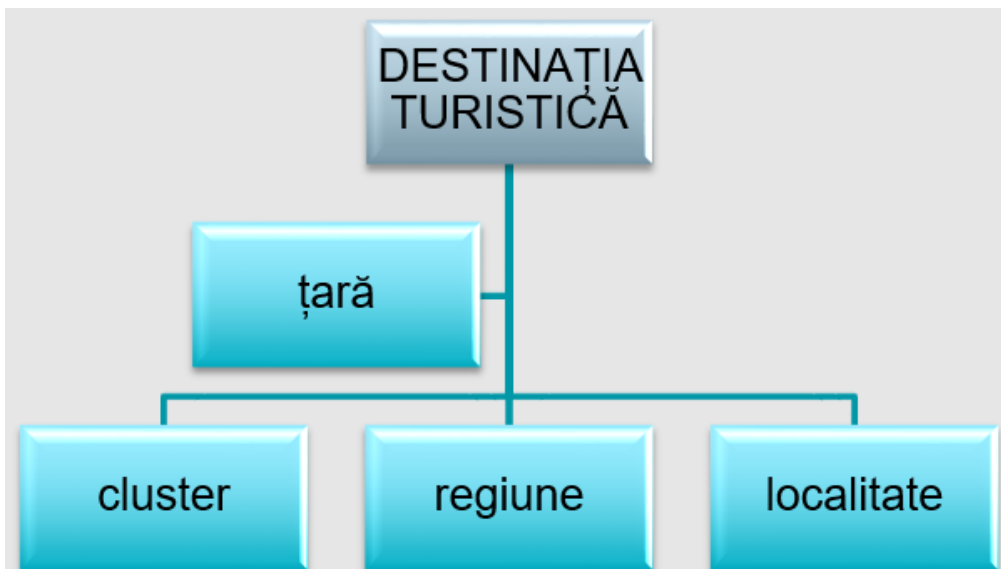 DESTINAȚIA
TURISTICĂ
țară
cluster
regiune
localitate